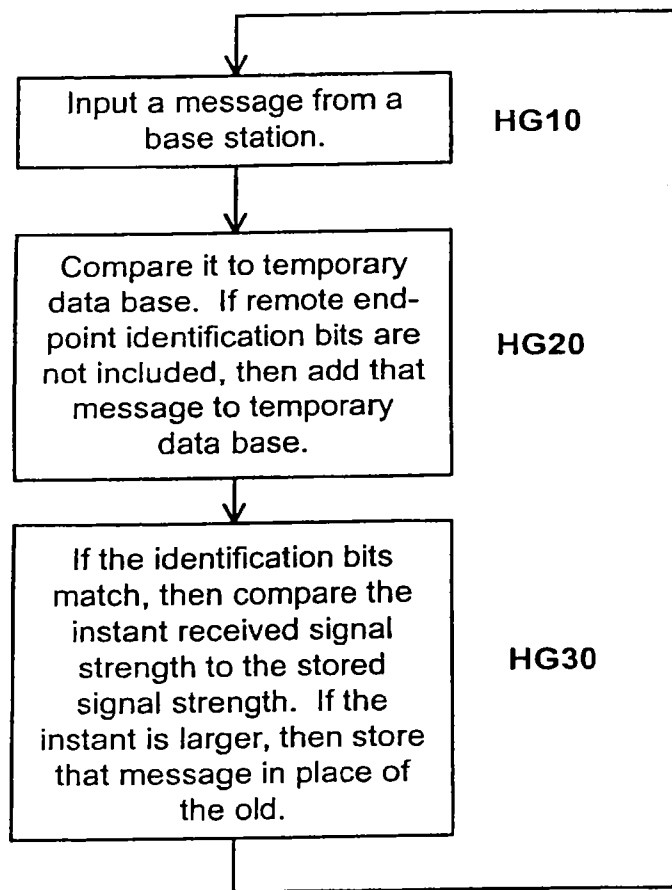 Input a message from a
base station.
HG10
Compare it to temporary
data base. If remote end-
point identification bits are
not included, then add that
message to temporary
data base.
HG20
If the identification bits
match, then compare the
instant received signal
strength to the stored
signal strength. If the
instant is larger, then store
that message in place of
the old.
HG30